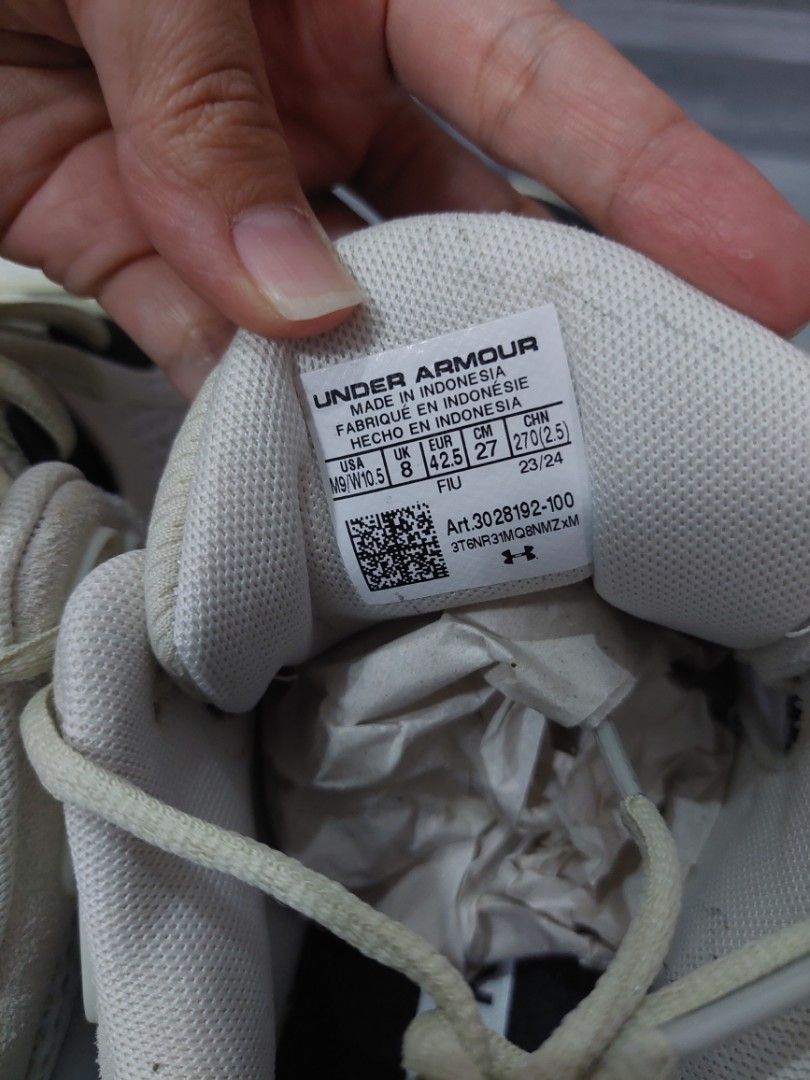 UNDER ARMOUR
MADE IN INDONESIA
FABRIQUÉ EN INDONÉSIE
HECHO EN INDONESIA
USA UK EUR CM CHN
M9/W10.5 8 42.5 27 270(2.5)
FIU 23/24
Art.3028192-100
3T6NR31MQ8NMZxM